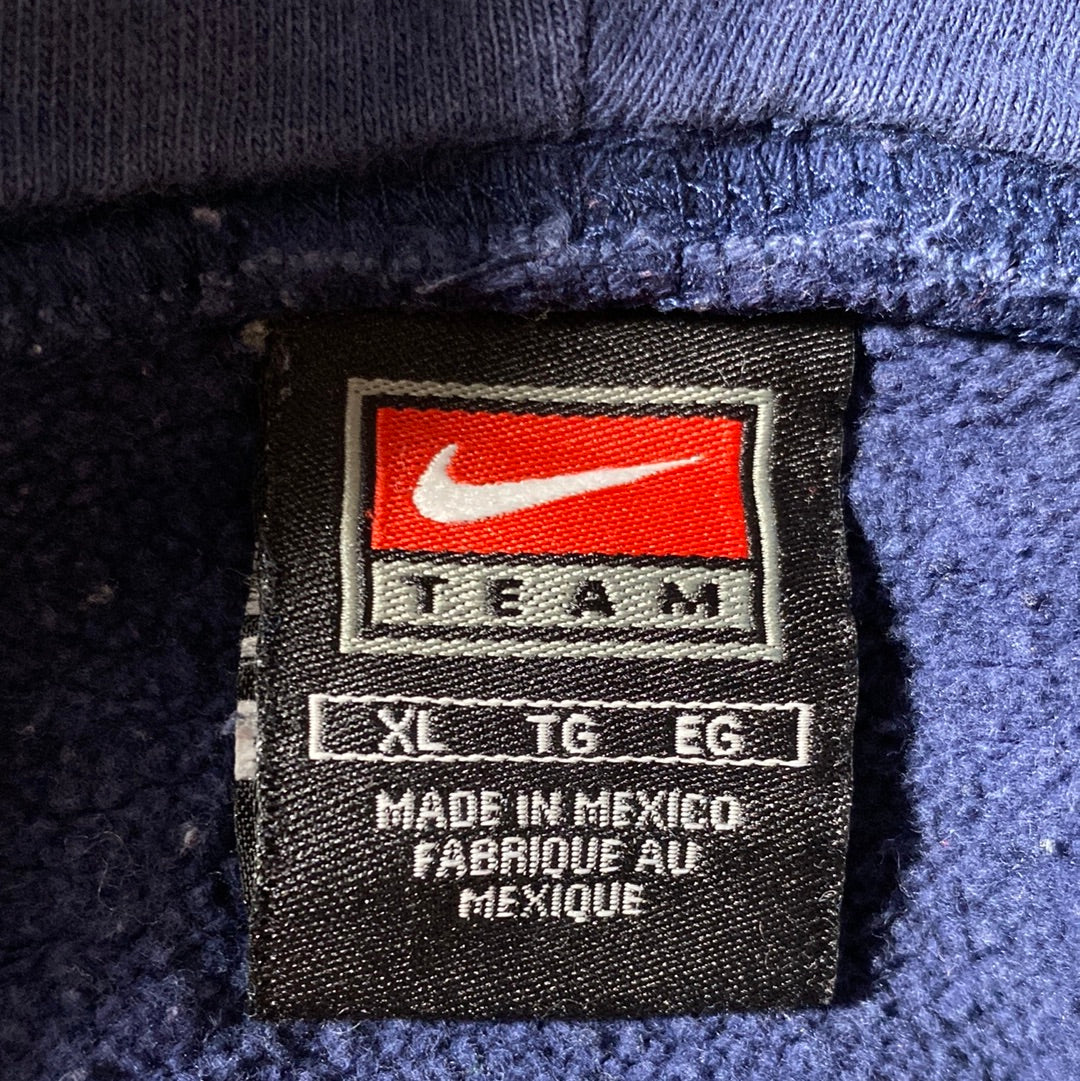 TEAM
XL TG EG
MADE IN MEXICO
FABRIQUE AU
MEXIQUE